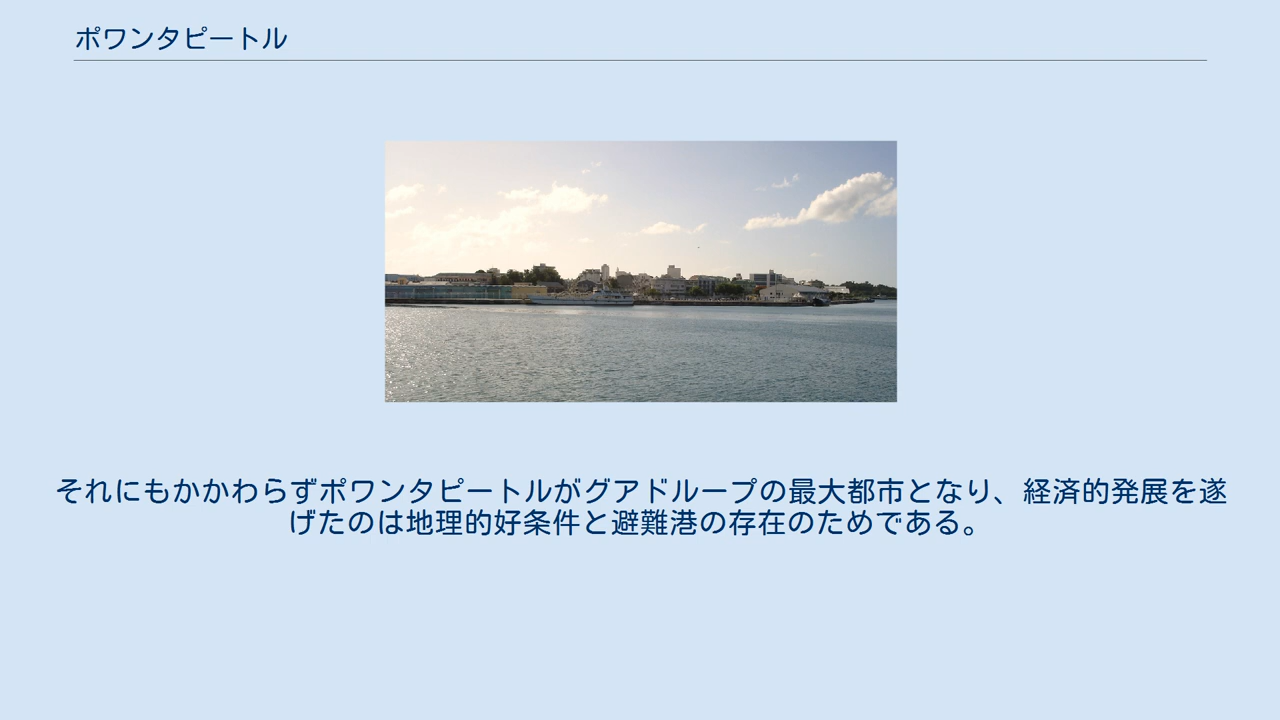 ポワンタピートル
それにもかかわらずポワンタピートルがグアドループの最大都市となり、経済的発展を遂
げたのは地理的好条件と避難港の存在のためである。